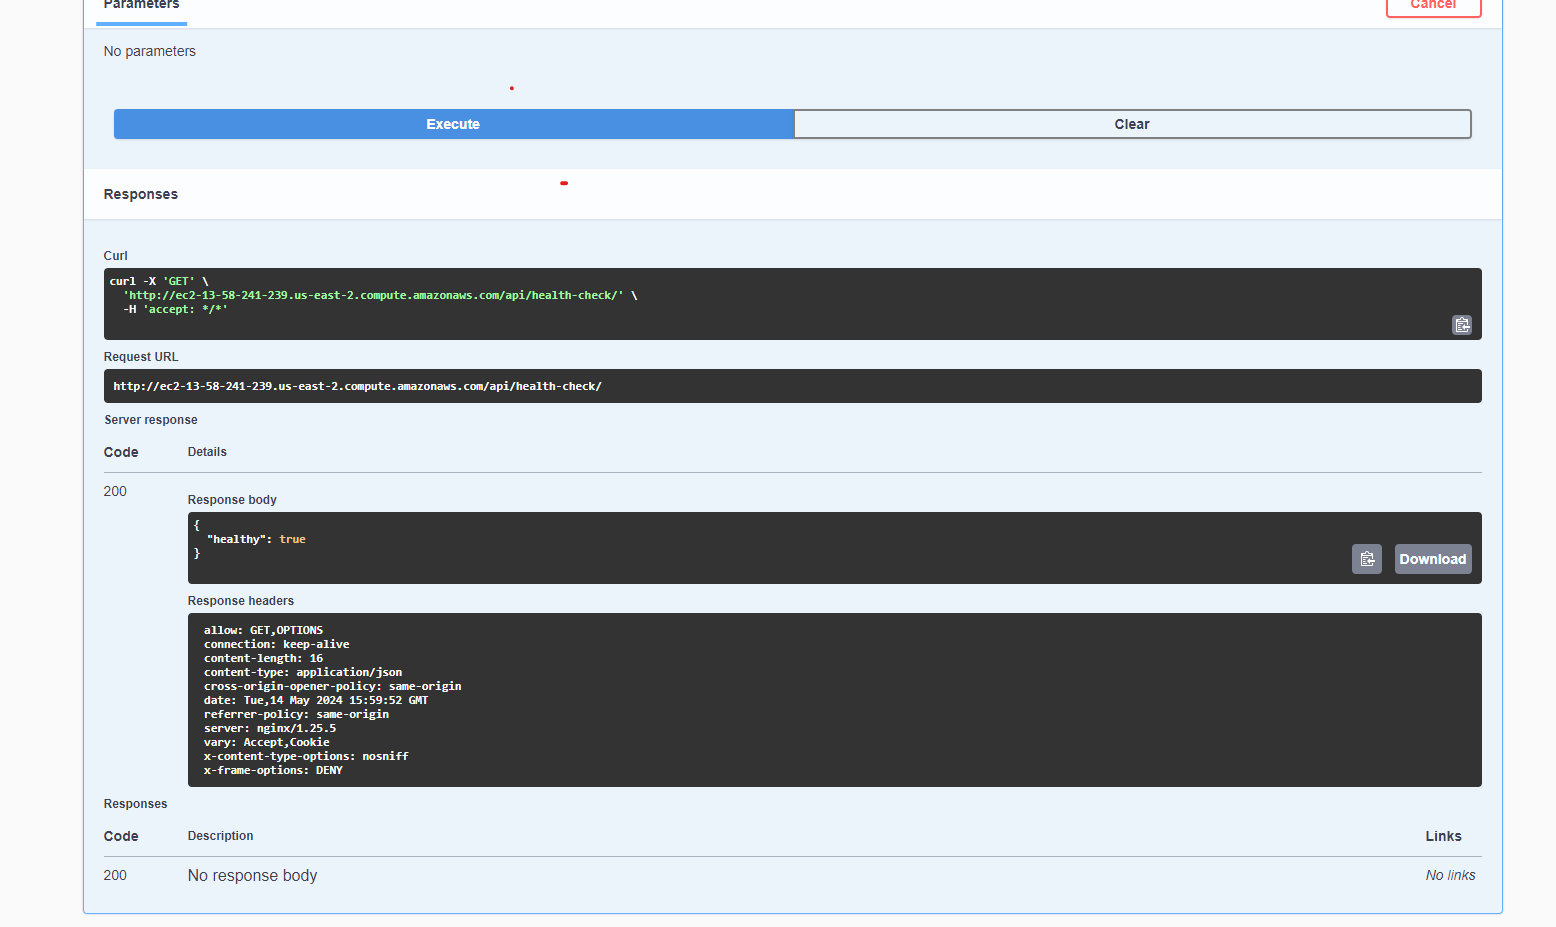 Parameters
Cancel
No parameters
Execute
Clear
Responses
Curl
curl -X 'GET' \
  'http://ec2-13-58-241-239.us-east-2.compute.amazonaws.com/api/health-check/' \
  -H 'accept: */*'
Request URL
http://ec2-13-58-241-239.us-east-2.compute.amazonaws.com/api/health-check/
Server response
Code Details
200
Response body
{
  "healthy": true
}
Download
Response headers
allow: GET,OPTIONS
connection: keep-alive
content-length: 16
content-type: application/json
cross-origin-opener-policy: same-origin
date: Tue,14 May 2024 15:59:52 GMT
referrer-policy: same-origin
server: nginx/1.25.5
vary: Accept,Cookie
x-content-type-options: nosniff
x-frame-options: DENY
Responses
Code Description Links
200 No response body No links